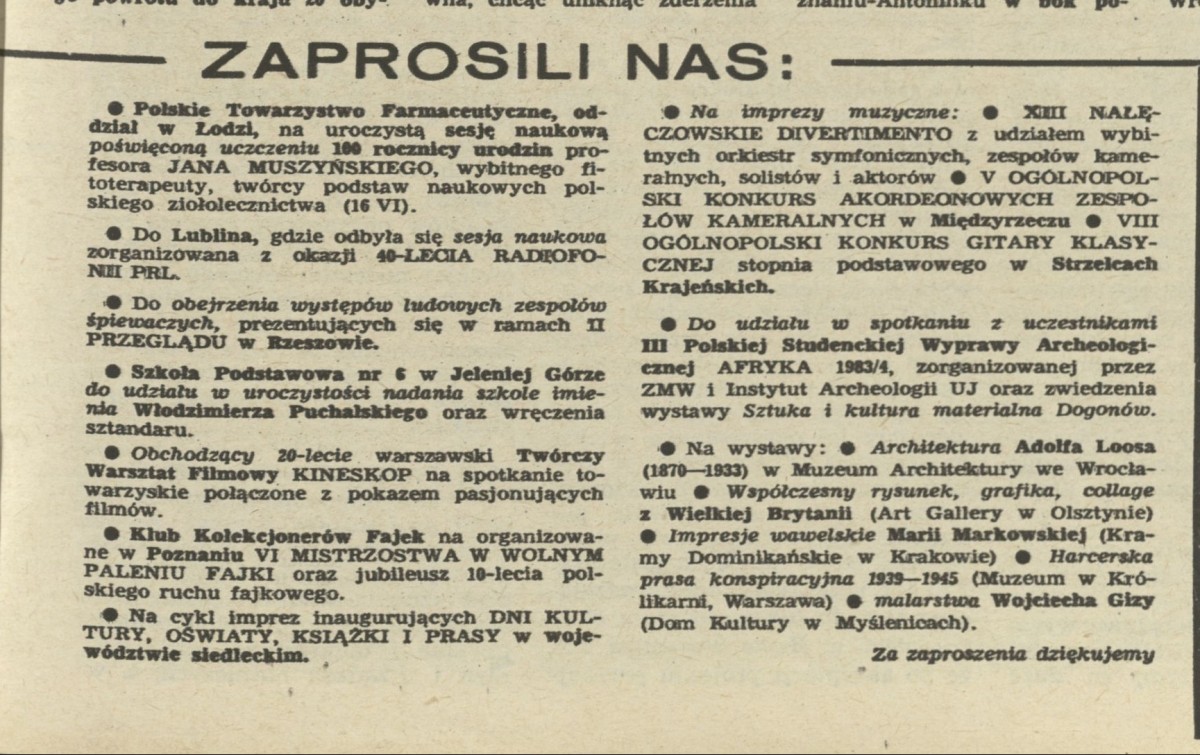 ZAPROSILI NAS:
● Polskie Towarzystwo Farmaceutyczne, od-
dział w Łodzi, na uroczystą sesję naukową
poświęconą uczczeniu 100 rocznicy urodzin pro-
fesora JANA MUSZYŃSKIEGO, wybitnego fi-
toterapeuty, twórcy podstaw naukowych pol-
skiego ziołolecznictwa (16 VI).
● Do Lublina, gdzie odbyła się sesja naukowa
zorganizowana z okazji 40-LECIA RADIOFO-
NII PRL.
● Do obejrzenia występów ludowych zespołów
śpiewaczych, prezentujących się w ramach II
PRZEGLĄDU w Rzeszowie.
● Szkoła Podstawowa nr 6 w Jeleniej Górze
do udziału w uroczystości nadania szkole imie-
nia Włodzimierza Puchalskiego oraz wręczenia
sztandaru.
● Obchodzący 20-lecie warszawski Twórczy
Warsztat Filmowy KINESKOP na spotkanie to-
warzyskie połączone z pokazem pasjonujących
filmów.
● Klub Kolekcjonerów Fajek na organizowa-
ne w Poznaniu VI MISTRZOSTWA W WOLNYM
PALENIU FAJKI oraz jubileusz 10-lecia pol-
skiego ruchu fajkowego.
● Na cykl imprez inaugurujących DNI KUL-
TURY, OŚWIATY, KSIĄŻKI I PRASY w woje-
wództwie siedleckim.
● Na imprezy muzyczne: ● XIII NAŁĘ-
CZOWSKIE DIVERTIMENTO z udziałem wybi-
tnych orkiestr symfonicznych, zespołów kame-
ralnych, solistów i aktorów ● V OGÓLNOPOL-
SKI KONKURS AKORDEONOWYCH ZESPO-
ŁÓW KAMERALNYCH w Międzyrzeczu ● VIII
OGÓLNOPOLSKI KONKURS GITARY KLASY-
CZNEJ stopnia podstawowego w Strzelcach
Krajeńskich.
● Do udziału w spotkaniu z uczestnikami
III Polskiej Studenckiej Wyprawy Archeologi-
cznej AFRYKA 1983/4, zorganizowanej przez
ZMW i Instytut Archeologii UJ oraz zwiedzenia
wystawy Sztuka i kultura materialna Dogonów.
● Na wystawy: ● Architektura Adolfa Loosa
(1870—1933) w Muzeum Architektury we Wrocła-
wiu ● Współczesny rysunek, grafika, collage
z Wielkiej Brytanii (Art Gallery w Olsztynie)
● Impresje wawelskie Marii Markowskiej (Kra-
my Dominikańskie w Krakowie) ● Harcerska
prasa konspiracyjna 1939—1945 (Muzeum w Kró-
likarni, Warszawa) ● malarstwa Wojciecha Gizy
(Dom Kultury w Myślenicach).
Za zaproszenia dziękujemy